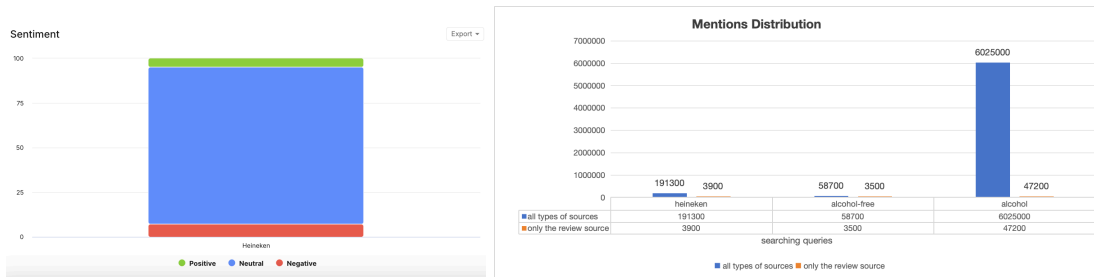 Sentiment
Export
100
75
50
25
0
Heineken
Positive Neutral Negative
Mentions Distribution
7000000
6000000
5000000
4000000
3000000
2000000
1000000
0
191300 3900 58700 3500 6025000 47200
heineken alcohol-free alcohol
all types of sources 191300 58700 6025000
only the review source 3900 3500 47200
searching queries
all types of sources only the review source